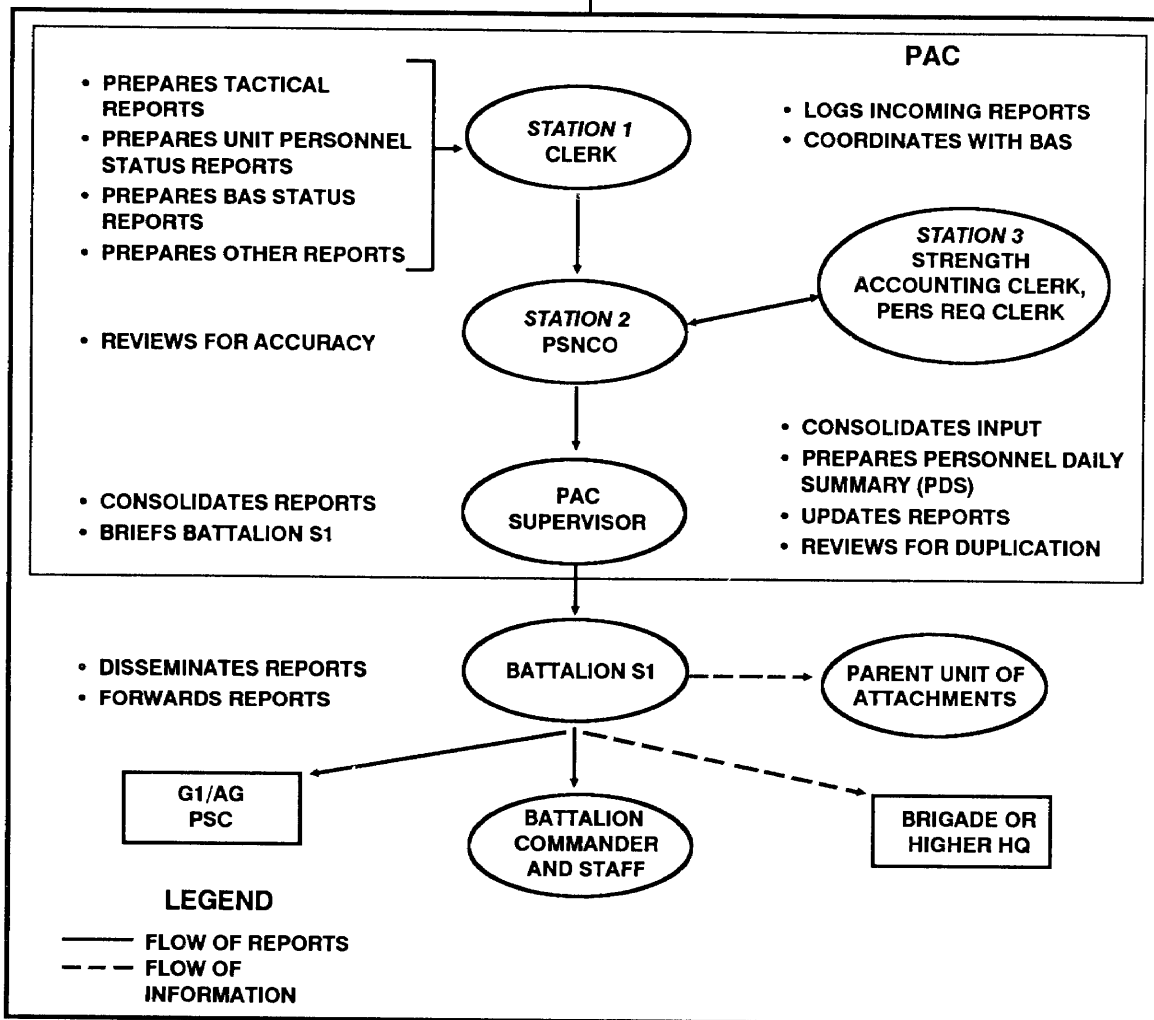 PAC
• PREPARES TACTICAL
REPORTS
• PREPARES UNIT PERSONNEL
STATUS REPORTS
• PREPARES BAS STATUS
REPORTS
• PREPARES OTHER REPORTS
STATION 1
CLERK
• LOGS INCOMING REPORTS
• COORDINATES WITH BAS
STATION 3
STRENGTH
ACCOUNTING CLERK,
PERS REQ CLERK
• REVIEWS FOR ACCURACY
STATION 2
PSNCO
• CONSOLIDATES INPUT
• PREPARES PERSONNEL DAILY
SUMMARY (PDS)
• UPDATES REPORTS
• REVIEWS FOR DUPLICATION
• CONSOLIDATES REPORTS
• BRIEFS BATTALION S1
PAC
SUPERVISOR
• DISSEMINATES REPORTS
• FORWARDS REPORTS
BATTALION S1
PARENT UNIT OF
ATTACHMENTS
G1/AG
PSC
BATTALION
COMMANDER
AND STAFF
BRIGADE OR
HIGHER HQ
LEGEND
FLOW OF REPORTS
FLOW OF
INFORMATION